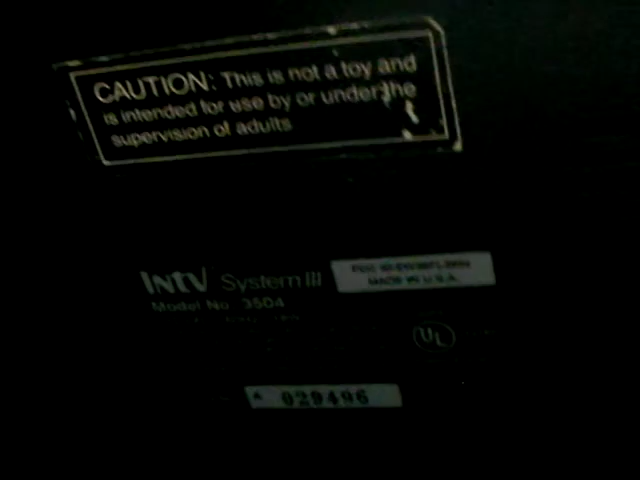 CAUTION: This is not a toy and
is intended for use by or under the
supervision of adults
INTV System III
Model No. 3504
MADE IN U.S.A.
UL
029496